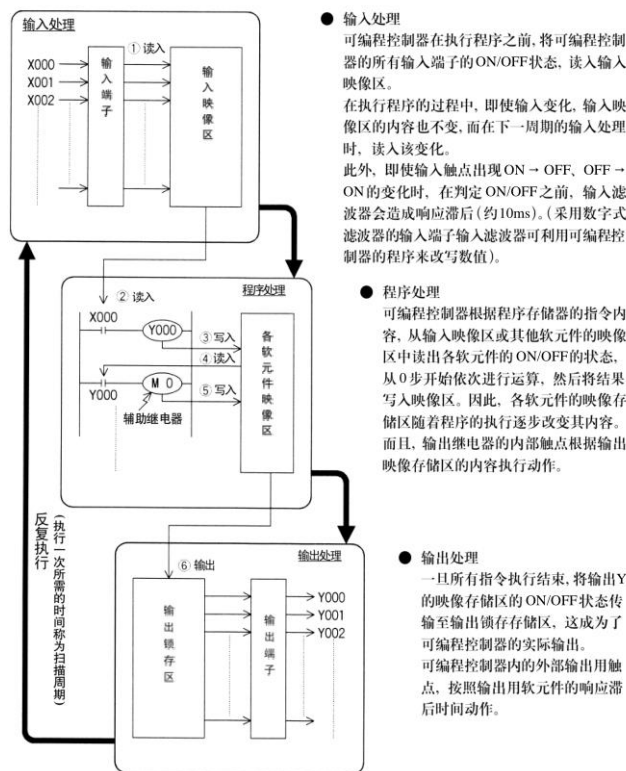 输入处理
X000
X001
X002
输入端子
① 读入
输入映像区
● 输入处理
可编程控制器在执行程序之前,将可编程控制
器的所有输入端子的ON/OFF状态, 读入输入
映像区。
在执行程序的过程中, 即使输入变化, 输入映
像区的内容也不变,而在下一周期的输入处理
时, 读入该变化。
此外, 即使输入触点出现ON → OFF、OFF →
ON的变化时, 在判定ON/OFF之前, 输入滤
波器会造成响应滞后(约10ms)。(采用数字式
滤波器的输入端子输入滤波器可利用可编程控
制器的程序来改写数值)。
程序处理
② 读入
X000
Y000
③ 写入
④ 读入
Y000
M 0
⑤ 写入
辅助继电器
各软元件映像区
● 程序处理
可编程控制器根据程序存储器的指令内
容, 从输入映像区或其他软元件的映像
区中读出各软元件的 ON/OFF的状态,
从0步开始依次进行运算, 然后将结果
写入映像区。因此, 各软元件的映像存
储区随着程序的执行逐步改变其内容。
而且, 输出继电器的内部触点根据输出
映像存储区的内容执行动作。
反复执行
(执行一次所需的时间称为扫描周期)
输出处理
⑥ 输出
输出锁存区
输出端子
Y000
Y001
Y002
● 输出处理
一旦所有指令执行结束,将输出Y
的映像存储区的 ON/OFF状态传
输至输出锁存存储区, 这成为了
可编程控制器的实际输出。
可编程控制器内的外部输出用触
点, 按照输出用软元件的响应滞
后时间动作。